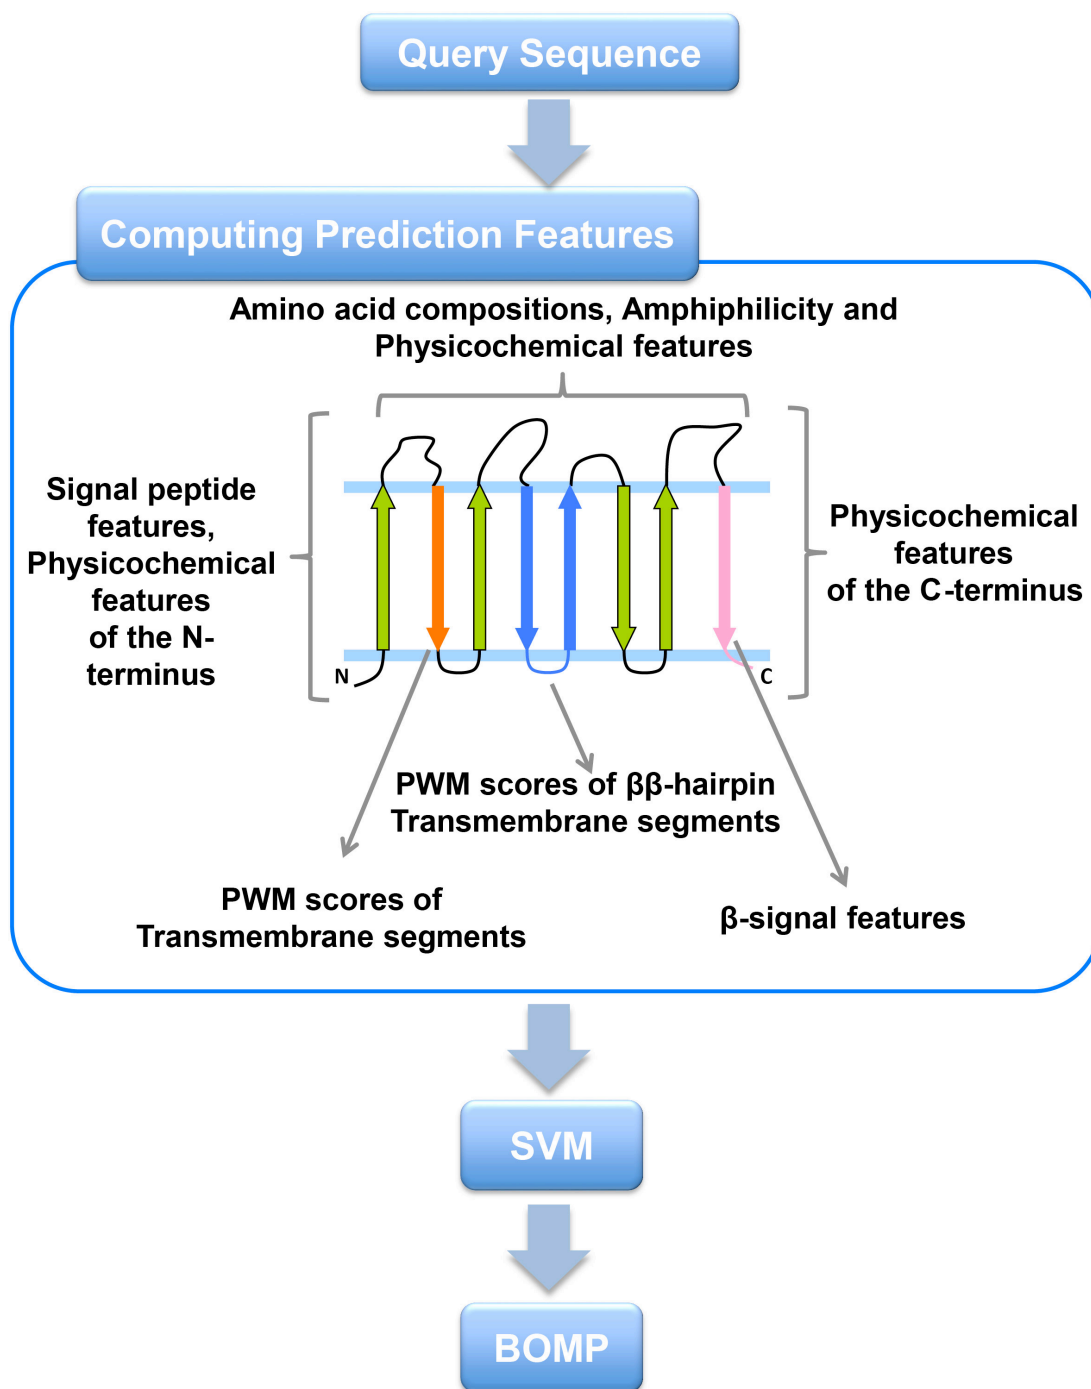 Query Sequence
Computing Prediction Features
Amino acid compositions, Amphiphilicity and
Physicochemical features
Signal peptide
features,
Physicochemical
features
of the N-
terminus
Physicochemical
features
of the C-terminus
N
C
PWM scores of ββ-hairpin
Transmembrane segments
PWM scores of
Transmembrane segments
β-signal features
SVM
BOMP